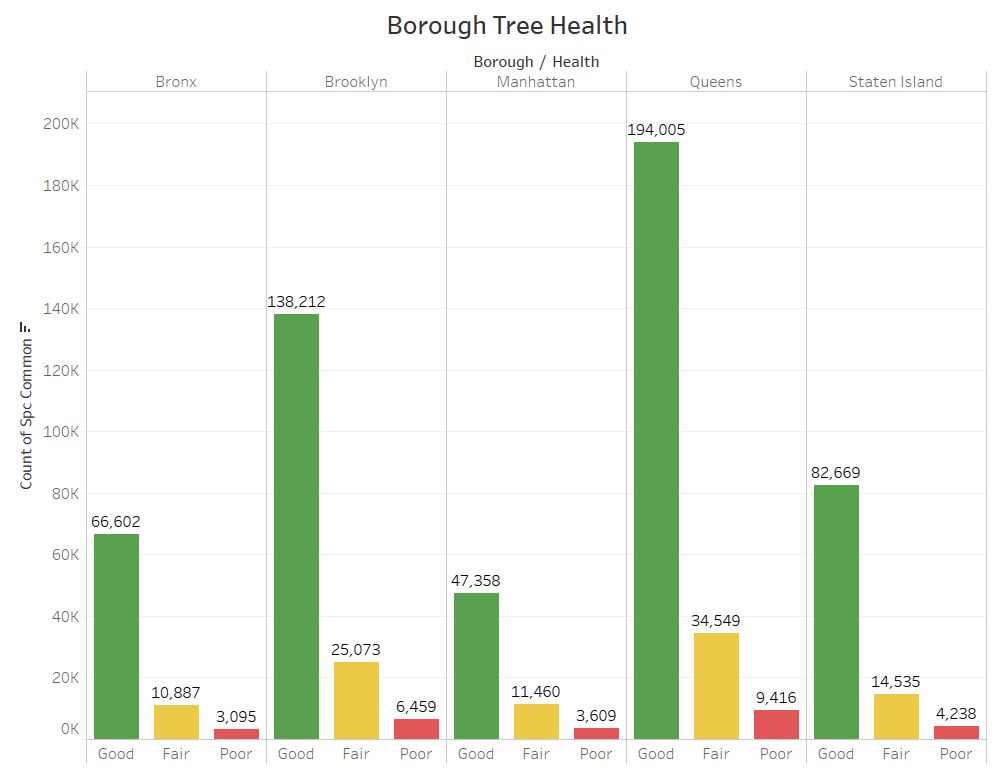 Borough Tree Health
Borough / Health
Bronx Brooklyn Manhattan Queens Staten Island
Count of Spc Common
200K
180K
160K
140K
120K
100K
80K
60K
40K
20K
0K
66,602
10,887
3,095
138,212
25,073
6,459
47,358
11,460
3,609
194,005
34,549
9,416
82,669
14,535
4,238
Good Fair Poor Good Fair Poor Good Fair Poor Good Fair Poor Good Fair Poor